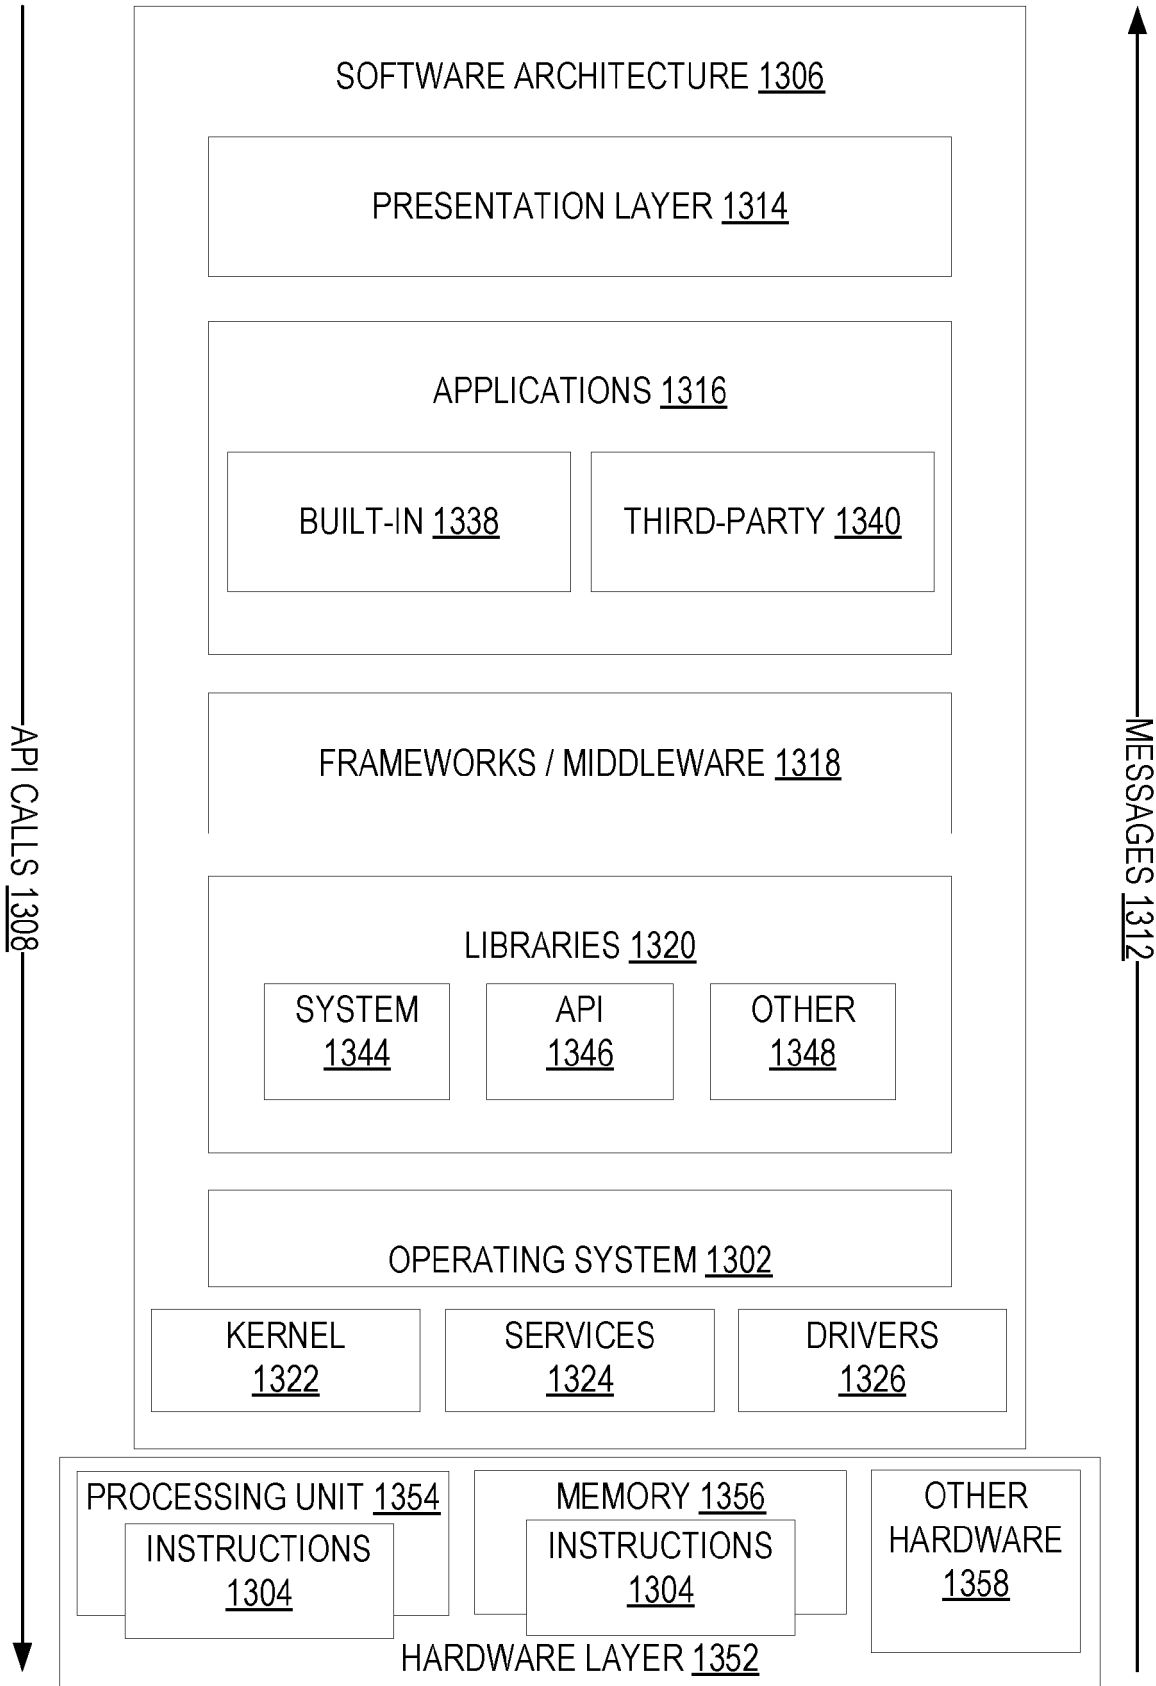 SOFTWARE ARCHITECTURE 1306
PRESENTATION LAYER 1314
APPLICATIONS 1316
BUILT-IN 1338
THIRD-PARTY 1340
FRAMEWORKS / MIDDLEWARE 1318
API CALLS 1308
MESSAGES 1312
LIBRARIES 1320
SYSTEM
1344
API
1346
OTHER
1348
OPERATING SYSTEM 1302
KERNEL
1322
SERVICES
1324
DRIVERS
1326
PROCESSING UNIT 1354
INSTRUCTIONS
1304
MEMORY 1356
INSTRUCTIONS
1304
OTHER
HARDWARE
1358
HARDWARE LAYER 1352